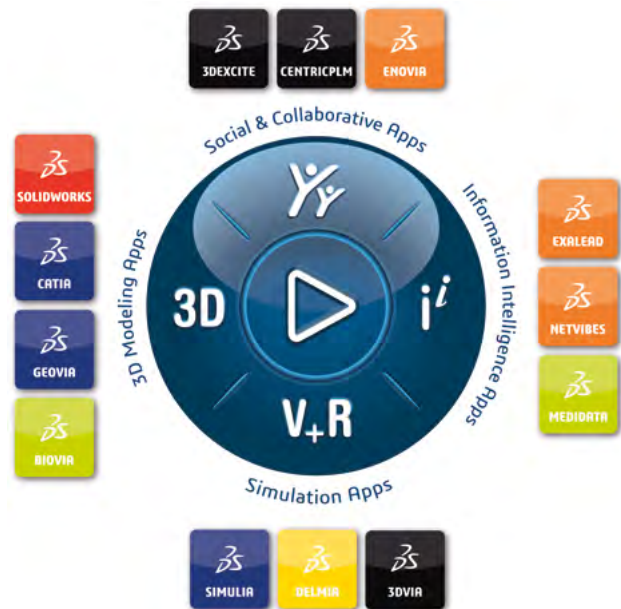 3DEXCITE
CENTRICPLM
ENOVIA
Social & Collaborative Apps
SOLIDWORKS
CATIA
GEOVIA
BIOVIA
3D Modeling Apps
3D
i i
V+R
Information Intelligence Apps
EXALEAD
NETVIBES
MEDIDATA
Simulation Apps
SIMULIA
DELMIA
3DVIA